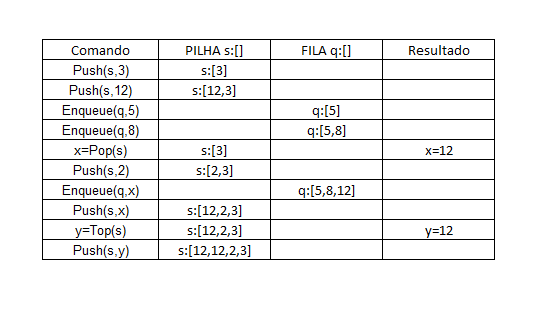 Comando PILHA s:[] FILA q:[] Resultado
Push(s,3) s:[3]
Push(s,12) s:[12,3]
Enqueue(q,5) q:[5]
Enqueue(q,8) q:[5,8]
x=Pop(s) s:[3] x=12
Push(s,2) s:[2,3]
Enqueue(q,x) q:[5,8,12]
Push(s,x) s:[12,2,3]
y=Top(s) s:[12,2,3] y=12
Push(s,y) s:[12,12,2,3]